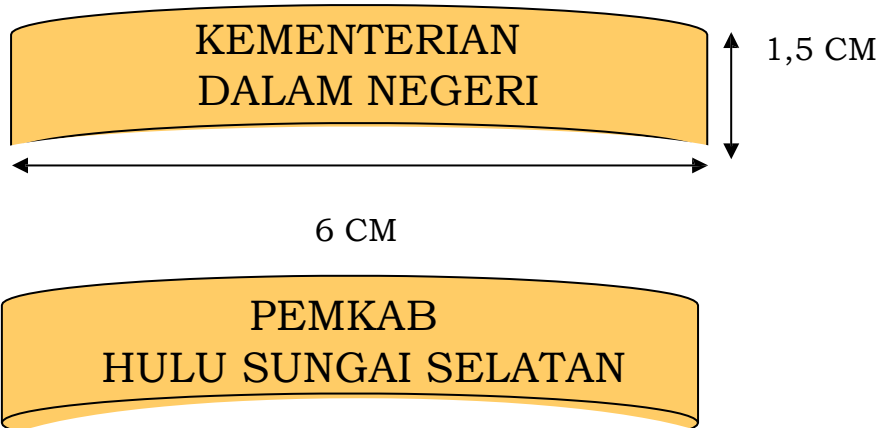 KEMENTERIAN
DALAM NEGERI
1,5 CM
6 CM
PEMKAB
HULU SUNGAI SELATAN